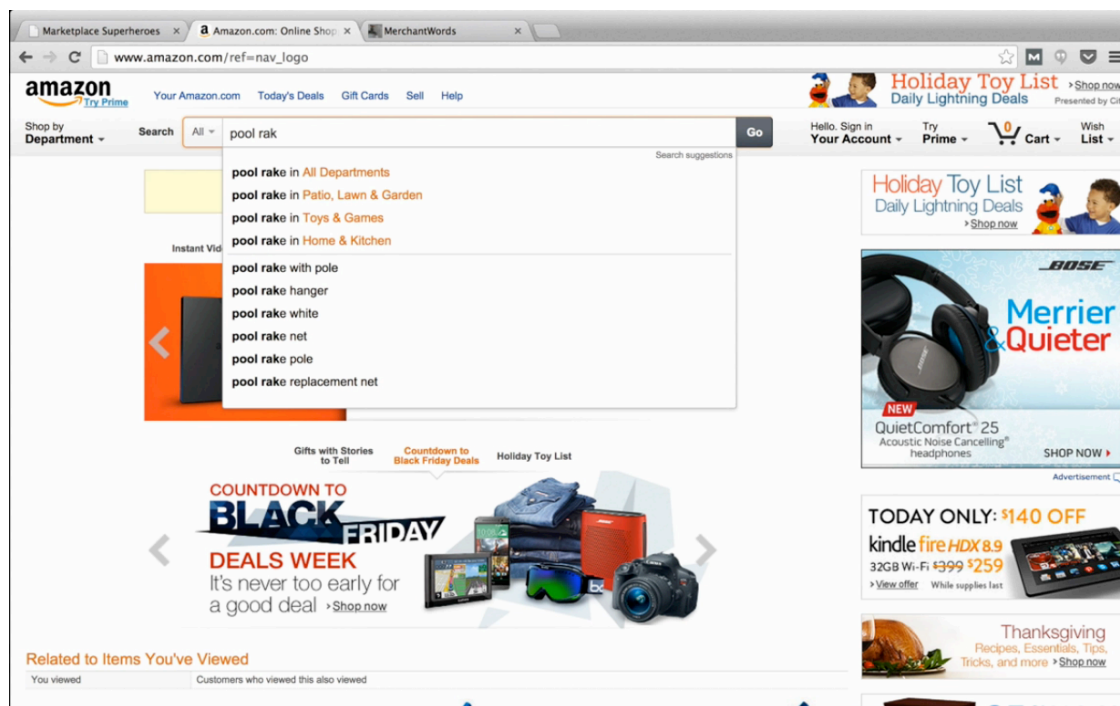 Marketplace Superheroes
Amazon.com: Online Shop
MerchantWords
www.amazon.com/ref=nav_logo
amazon
Try Prime
Your Amazon.com Today's Deals Gift Cards Sell Help
Holiday Toy List
Daily Lightning Deals
Shop now
Presented by
Shop by
Department
Search
All
pool rak
Go
Hello. Sign in
Your Account
Try
Prime
0
Cart
Wish
List
Search suggestions
pool rake in All Departments
pool rake in Patio, Lawn & Garden
pool rake in Toys & Games
pool rake in Home & Kitchen
pool rake with pole
pool rake hanger
pool rake white
pool rake net
pool rake pole
pool rake replacement net
Instant Vid
Holiday Toy List
Daily Lightning Deals
Shop now
BOSE
Merrier
&Quieter
NEW
QuietComfort® 25
Acoustic Noise Cancelling®
headphones
SHOP NOW
Advertisement
Gifts with Stories
to Tell
Countdown to
Black Friday Deals
Holiday Toy List
COUNTDOWN TO
BLACK
FRIDAY
DEALS WEEK
It's never too early for
a good deal Shop now
TODAY ONLY: $140 OFF
kindle fire HDX 8.9
32GB Wi-Fi $399 $259
View offer While supplies last
Thanksgiving
Recipes, Essentials, Tips,
Tricks, and more Shop now
Related to Items You've Viewed
You viewed Customers who viewed this also viewed